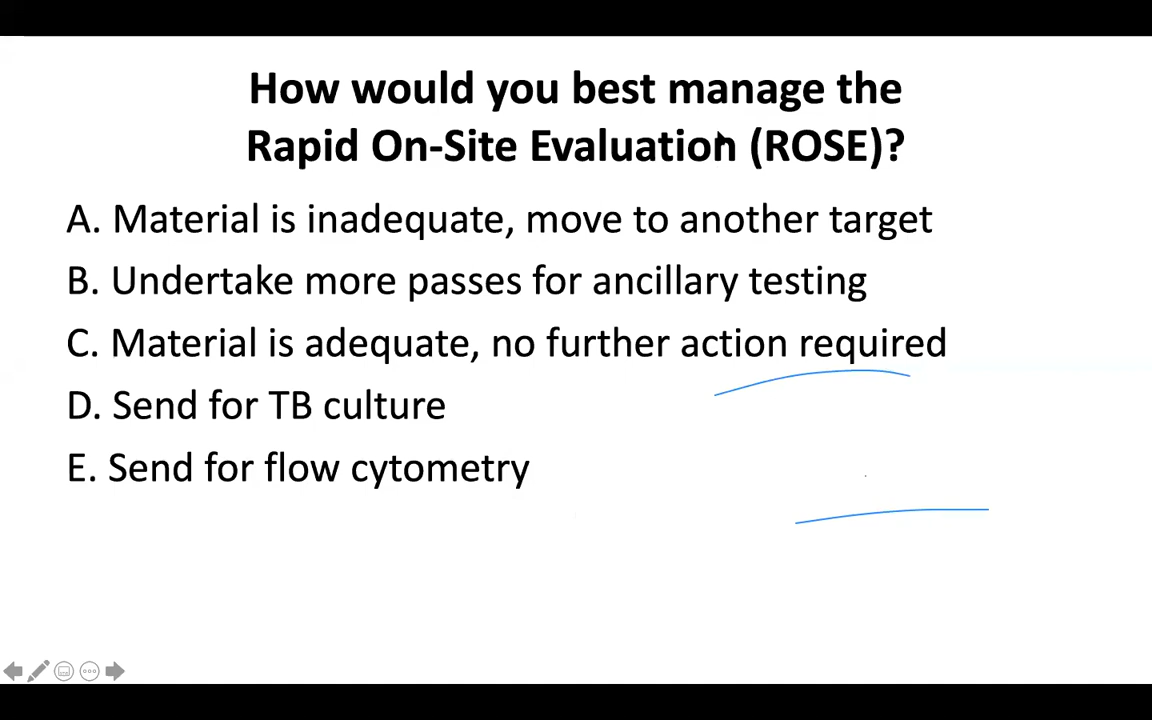 How would you best manage the
Rapid On-Site Evaluation (ROSE)?
A. Material is inadequate, move to another target
B. Undertake more passes for ancillary testing
C. Material is adequate, no further action required
D. Send for TB culture
E. Send for flow cytometry